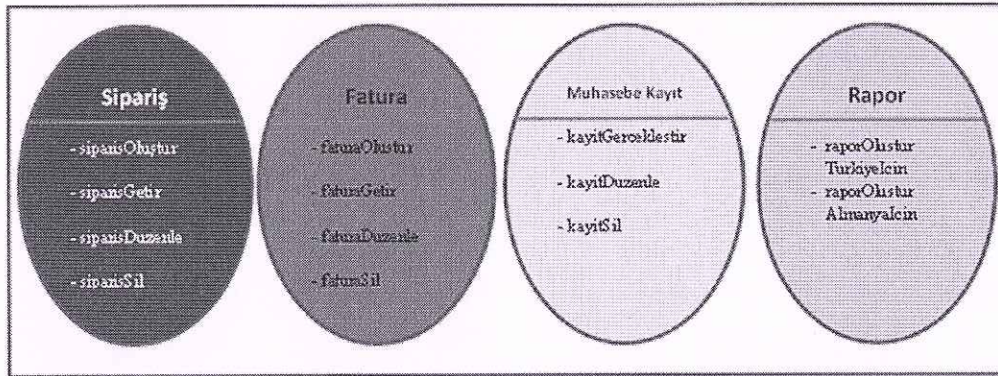 Sipariş
- siparisOluştur
- siparisGetir
- siparisDuzenle
- siparisSil
Fatura
- faturaOlustur
- faturaGetir
- faturaDuzenle
- faturaSil
Muhasebe Kayıt
- kayitGerceklestir
- kayitDuzenle
- kayitSil
Rapor
- raporOlustur
TurkiyeIcin
- raporOlustur
AlmanyaIcin